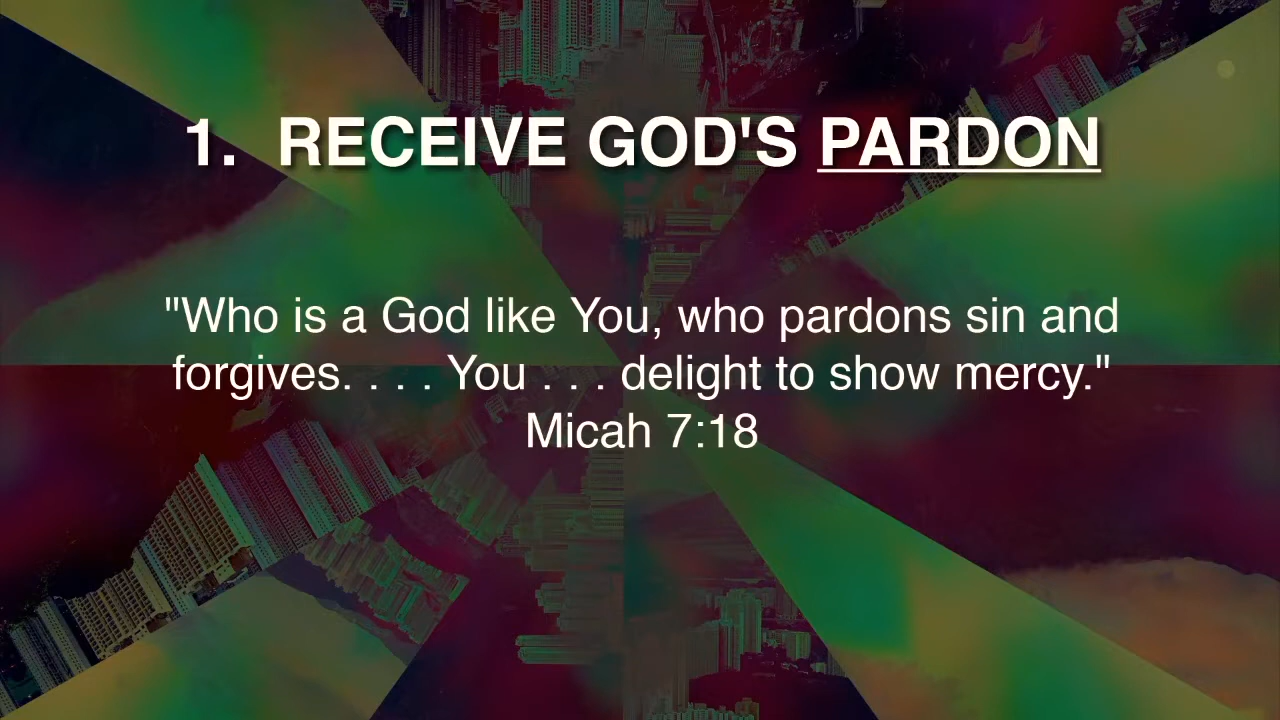 1. RECEIVE GOD'S PARDON
"Who is a God like You, who pardons sin and
forgives. . . . You . . . delight to show mercy."
Micah 7:18